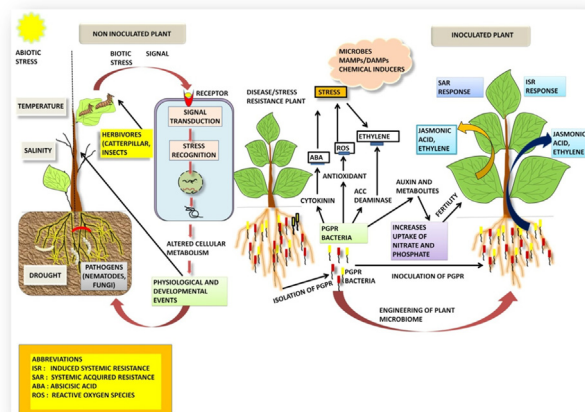 NON INOCULATED PLANT
INOCULATED PLANT
ABIOTIC
STRESS
BIOTIC SIGNAL
STRESS
MICROBES
MAMPs/DAMPs
CHEMICAL INDUCERS
RECEPTOR
TEMPERATURE
SALINITY
HERBIVORES
(CATTERPILLAR,
INSECTS
SIGNAL
TRANSDUCTION
STRESS
RECOGNITION
ALTERED CELLULAR
METABOLISM
PHYSIOLOGICAL AND
DEVELOPMENTAL
EVENTS
DROUGHT
PATHOGENS
(NEMATODES,
FUNGI)
DISEASE/STRESS
RESISTANCE PLANT
STRESS
ETHYLENE
ROS
ABA
ANTIOXIDANT
CYTOKININ
ACC
DEAMINASE
AUXIN AND
METABOLITES
PGPR
BACTERIA
INCREASES
UPTAKE OF
NITRATE AND
PHOSPHATE
FERTILITY
SAR
RESPONSE
ISR
RESPONSE
JASMONIC
ACID,
ETHYLENE
JASMONIC
ACID,
ETHYLENE
PGPR
BACTERIA
ISOLATION OF PGPR
INOCULATION OF PGPR
ENGINEERING OF PLANT
MICROBIOME
ABBREVIATIONS
ISR : INDUCED SYSTEMIC RESISTANCE
SAR : SYSTEMIC ACQUIRED RESISTANCE
ABA : ABSICISIC ACID
ROS : REACTIVE OXYGEN SPECIES